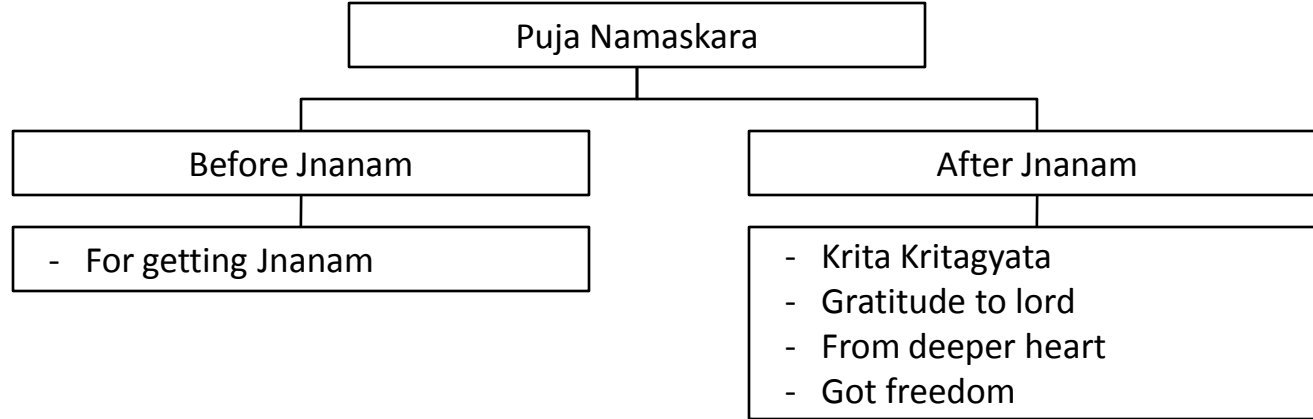 Puja Namaskara
Before Jnanam
After Jnanam
- For getting Jnanam
- Krita Kritagyata
- Gratitude to lord
- From deeper heart
- Got freedom